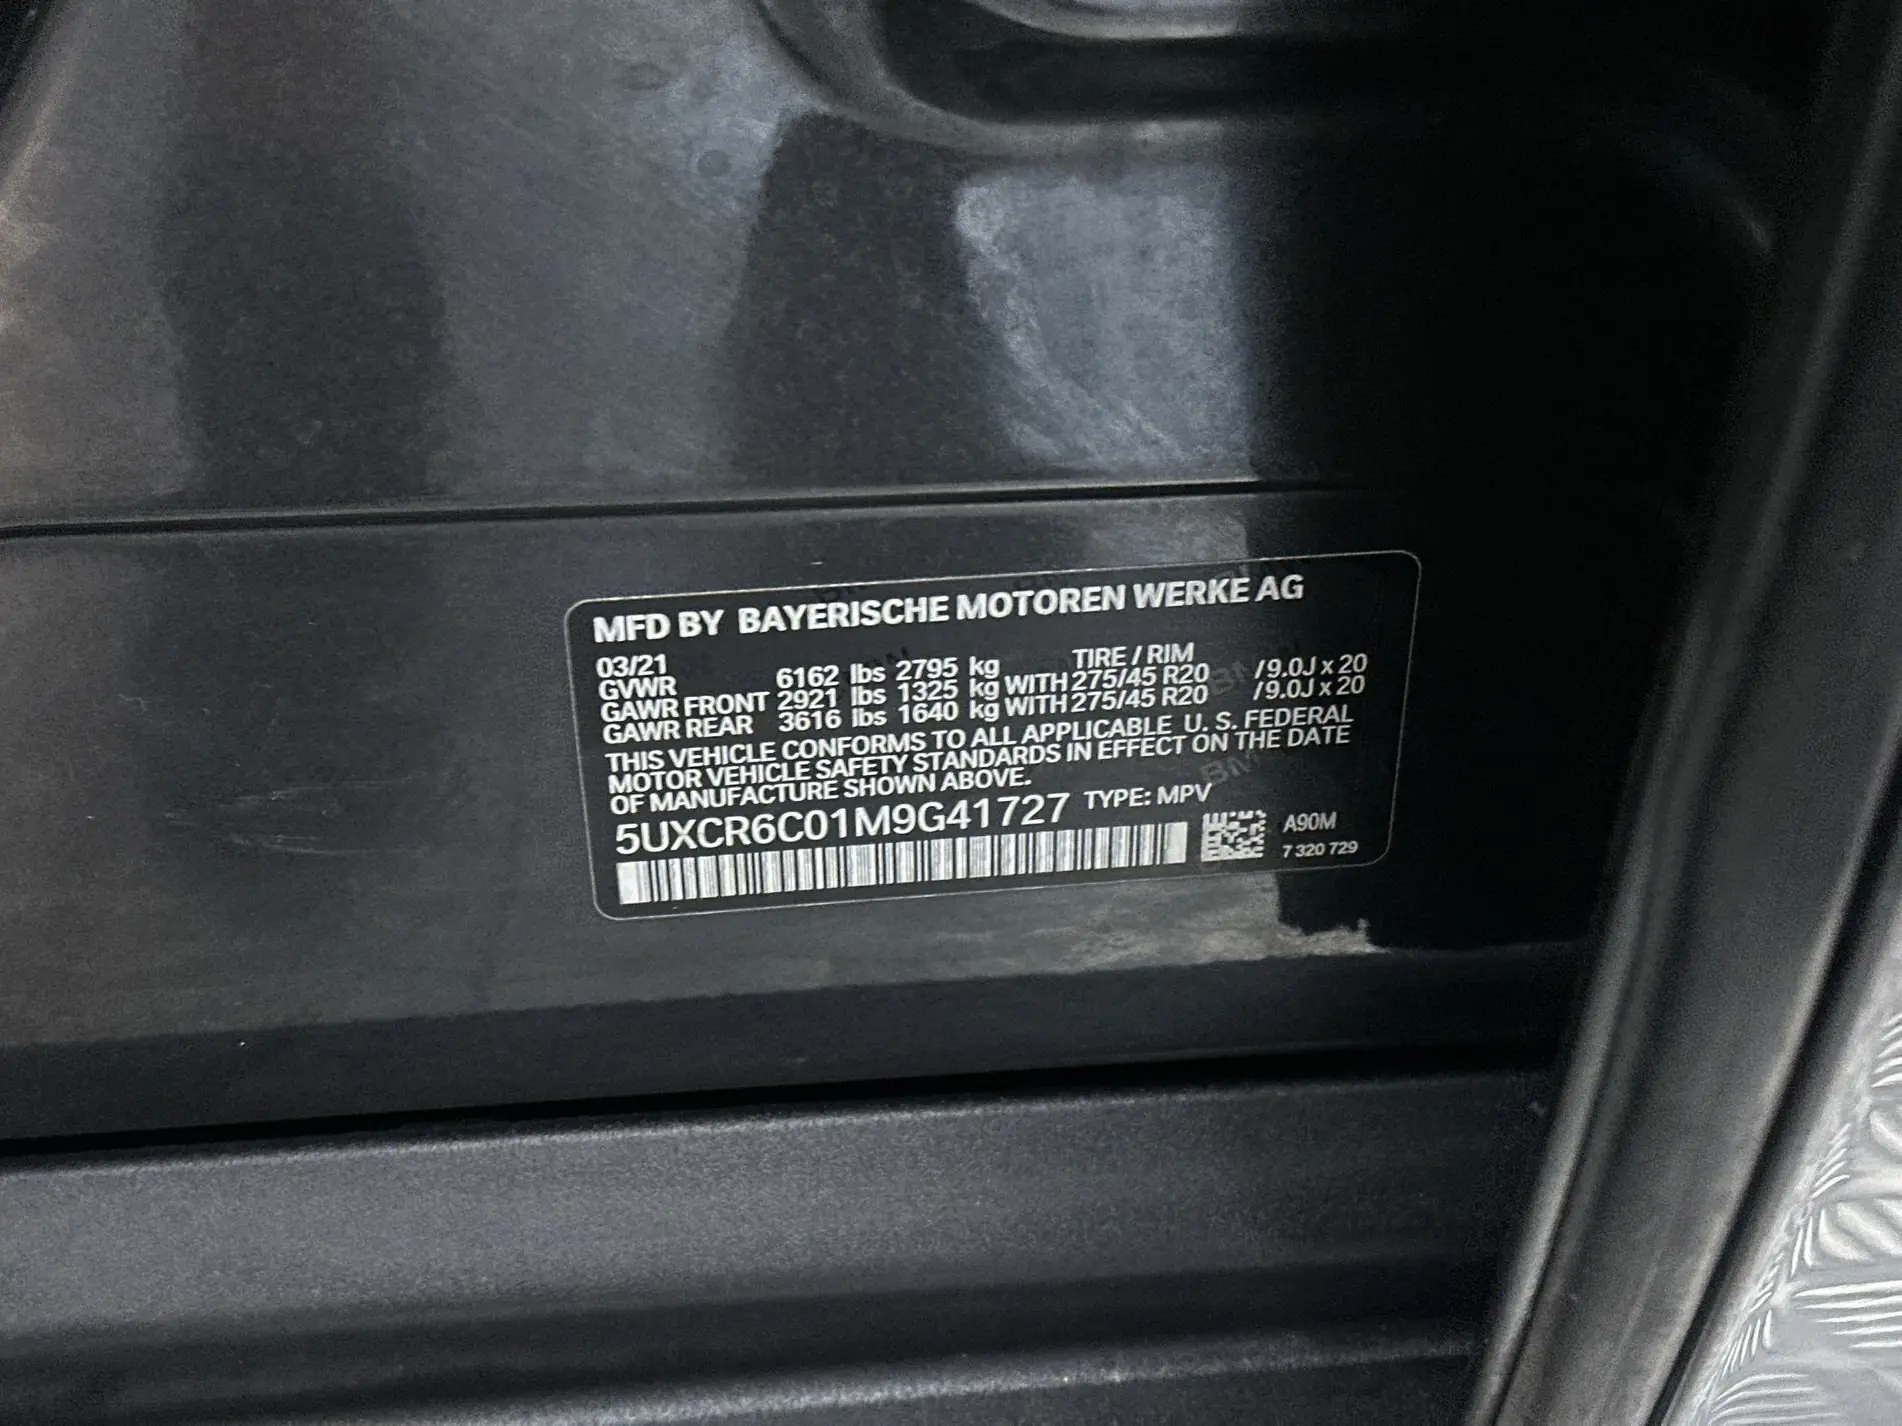 MFD BY BAYERISCHE MOTOREN WERKE AG
03/21 TIRE / RIM
GVWR 6162 lbs 2795 kg
GAWR FRONT 2921 lbs 1325 kg WITH 275/45 R20 /9.0J x 20
GAWR REAR 3616 lbs 1640 kg WITH 275/45 R20 /9.0J x 20
THIS VEHICLE CONFORMS TO ALL APPLICABLE U. S. FEDERAL
MOTOR VEHICLE SAFETY STANDARDS IN EFFECT ON THE DATE
OF MANUFACTURE SHOWN ABOVE.
5UXCR6C01M9G41727 TYPE: MPV
A90M
7 320 729